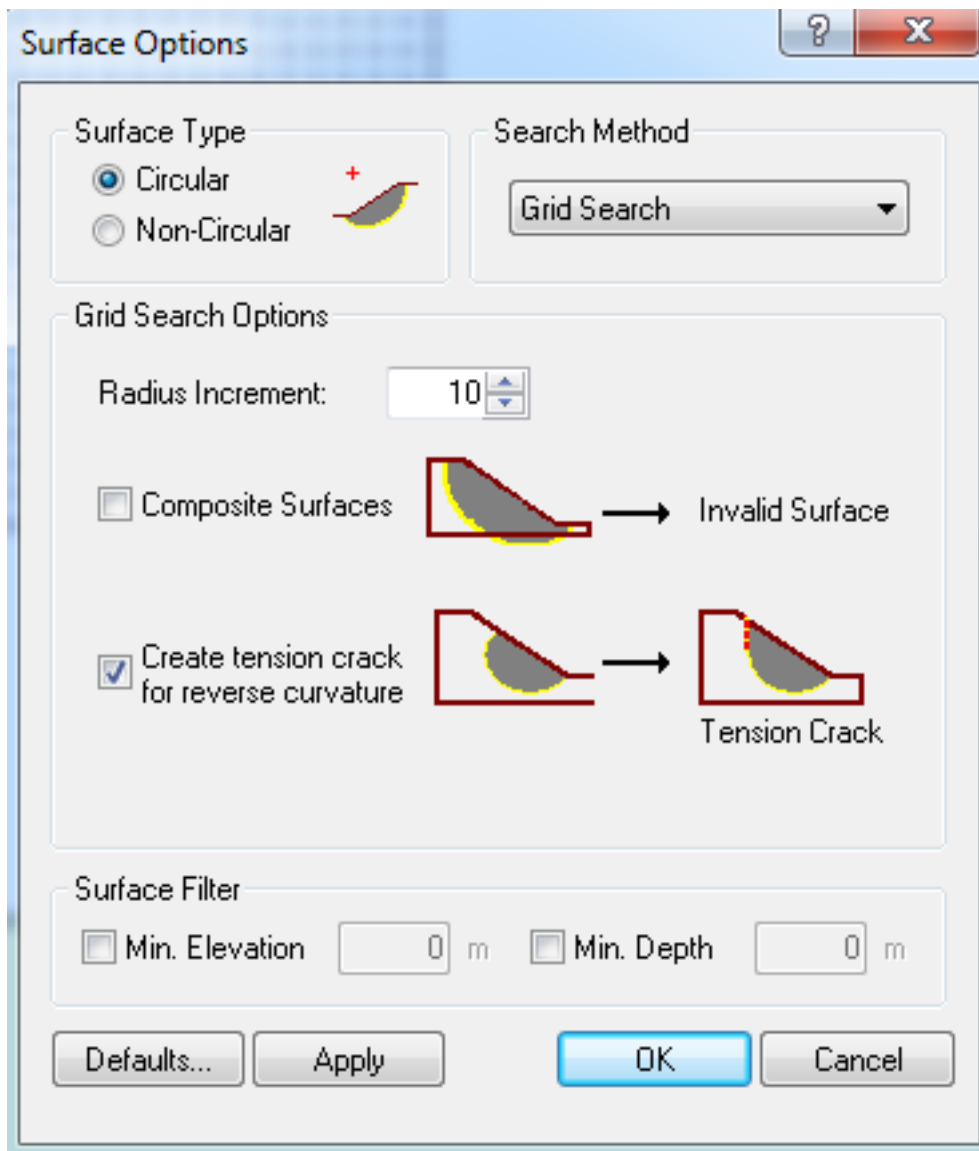 Surface Options
?
X
Surface Type
Circular
Non-Circular
Search Method
Grid Search
Grid Search Options
Radius Increment: 10
Composite Surfaces
Invalid Surface
Create tension crack
for reverse curvature
Tension Crack
Surface Filter
Min. Elevation 0 m Min. Depth 0 m
Defaults... Apply OK Cancel